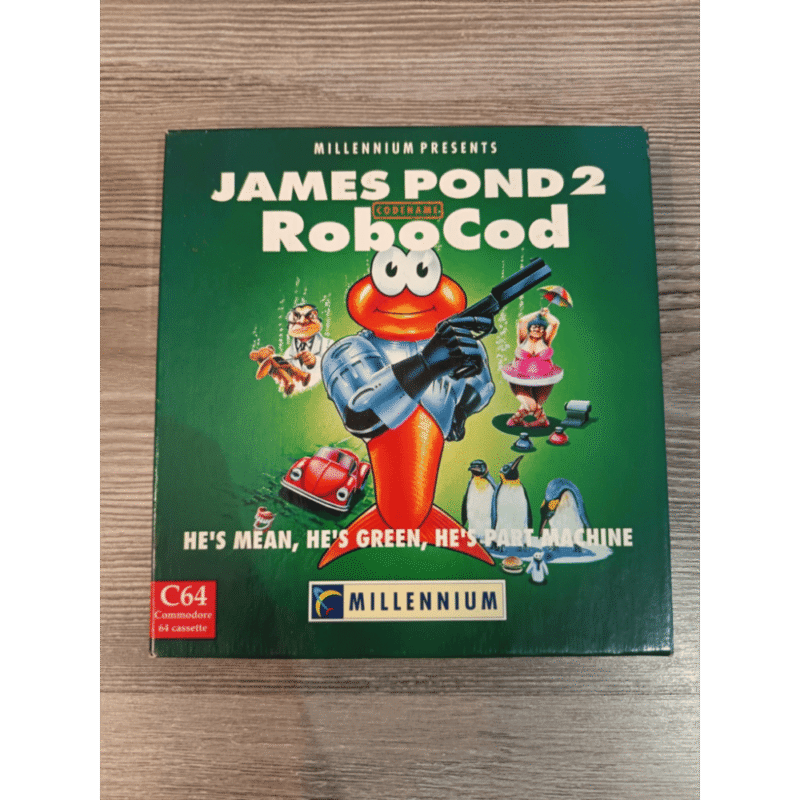 MILLENNIUM PRESENTS
JAMES POND 2
CODENAME
RoboCod
HE'S MEAN, HE'S GREEN, HE'S PART MACHINE
C64
Commodore
64 cassette
MILLENNIUM